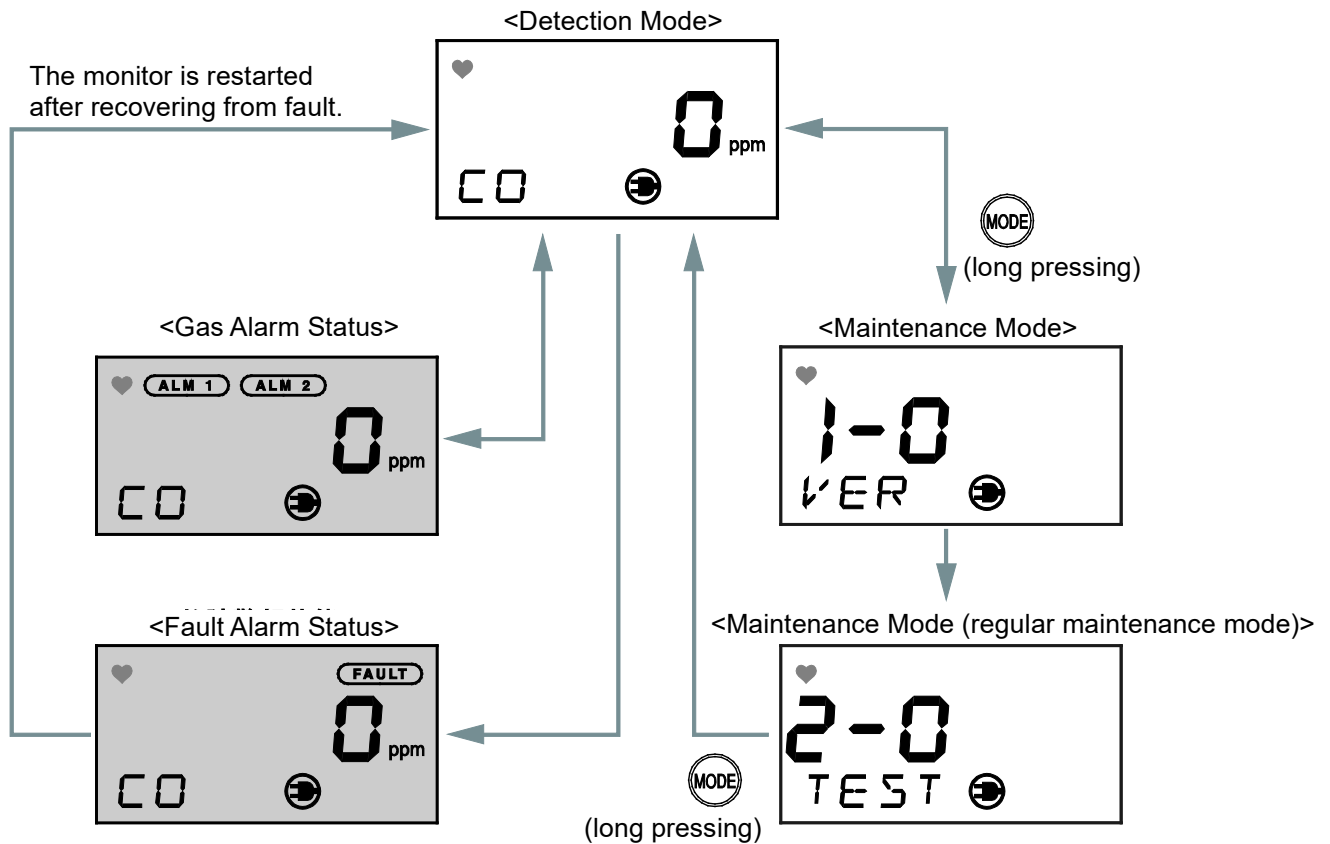 <Detection Mode>
The monitor is restarted
after recovering from fault.
0 ppm
CO
MODE
(long pressing)
<Gas Alarm Status>
ALM 1 ALM 2
0 ppm
CO
<Maintenance Mode>
1-0
VER
<Fault Alarm Status>
FAULT
0 ppm
CO
<Maintenance Mode (regular maintenance mode)>
2-0
TEST
MODE
(long pressing)